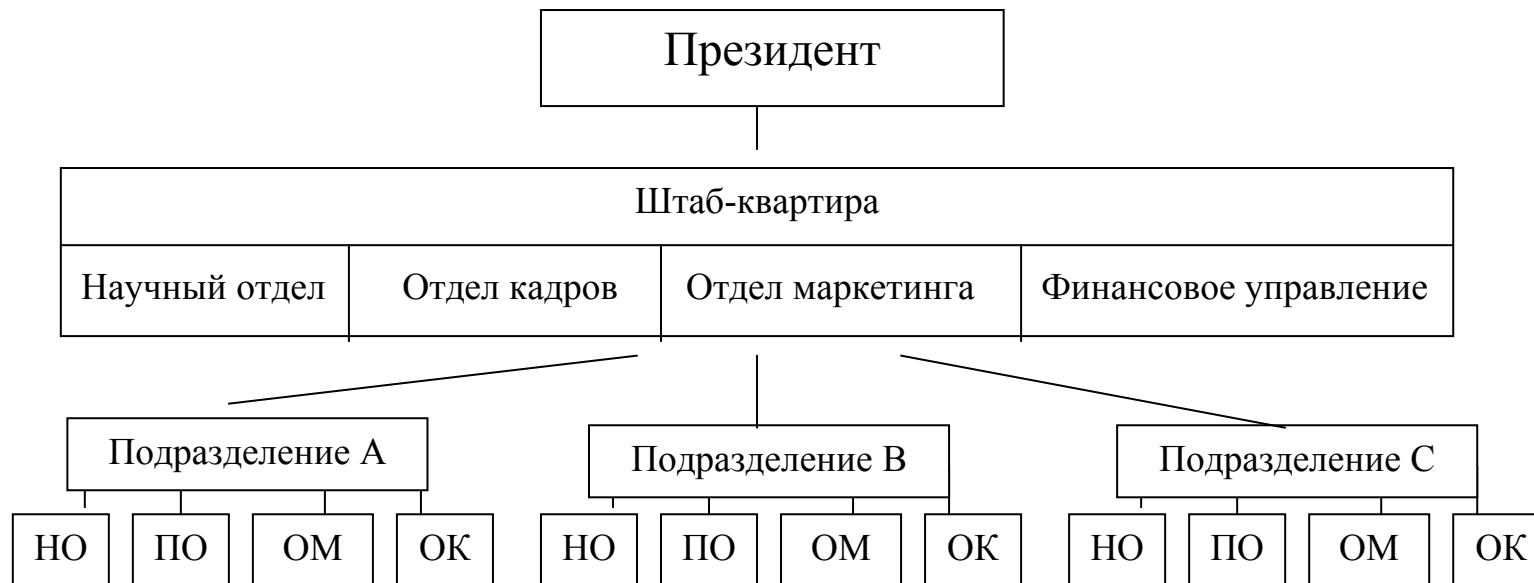 Президент
Штаб-квартира
Научный отдел Отдел кадров Отдел маркетинга Финансовое управление
Подразделение А Подразделение В Подразделение С
НО ПО ОМ ОК НО ПО ОМ ОК НО ПО ОМ ОК